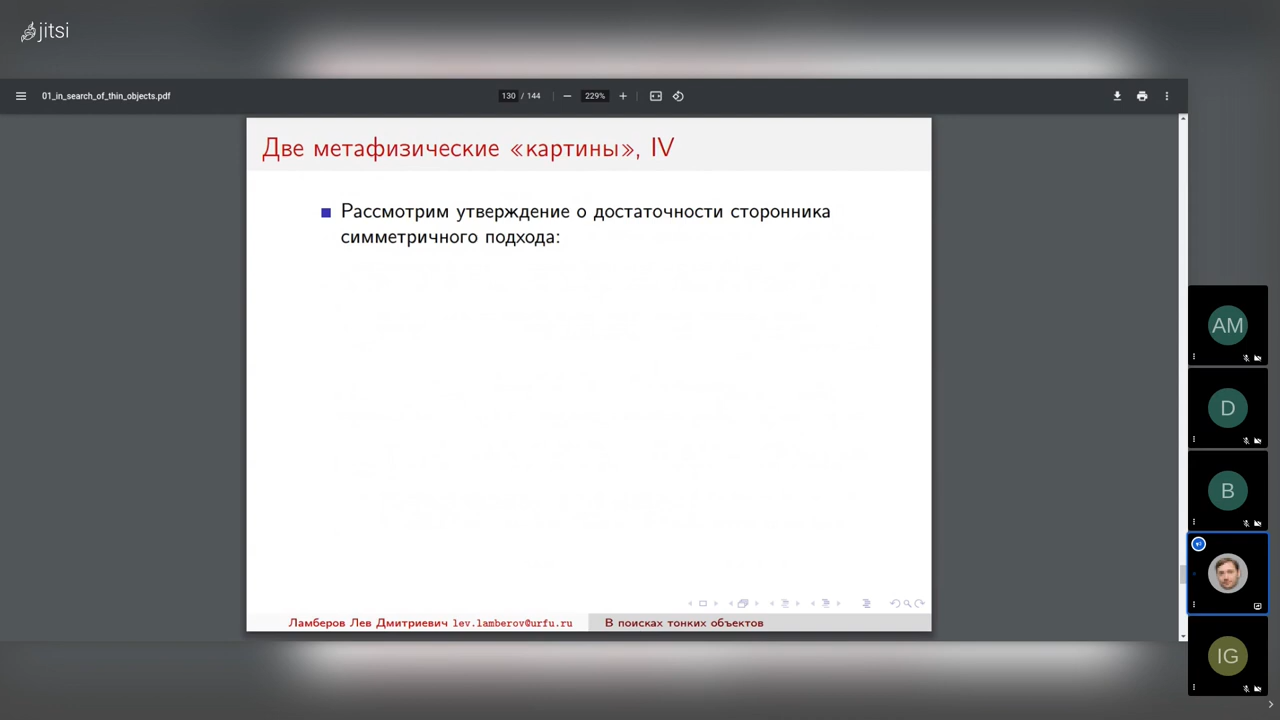 jitsi
01_in_search_of_thin_objects.pdf
130 / 144
229%
Две метафизические «картины», IV
Рассмотрим утверждение о достаточности сторонника
симметричного подхода:
Ламберов Лев Дмитриевич lev.lamberov@urfu.ru
В поисках тонких объектов
AM
D
B
IG